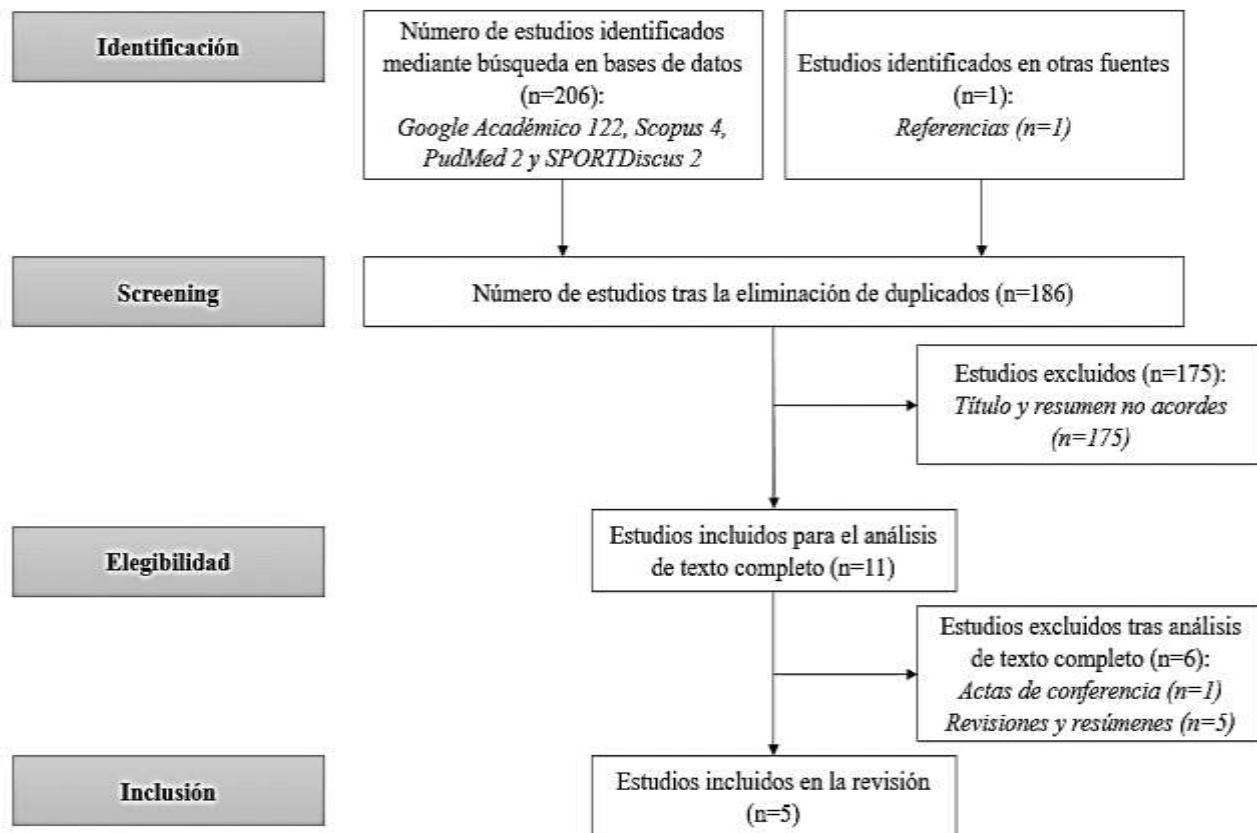 Identificación
Número de estudios identificados
mediante búsqueda en bases de datos
(n=206):
Google Académico 122, Scopus 4,
PudMed 2 y SPORTDiscus 2
Estudios identificados en otras fuentes
(n=1):
Referencias (n=1)
Screening
Número de estudios tras la eliminación de duplicados (n=186)
Estudios excluidos (n=175):
Título y resumen no acordes
(n=175)
Elegibilidad
Estudios incluidos para el análisis
de texto completo (n=11)
Estudios excluidos tras análisis
de texto completo (n=6):
Actas de conferencia (n=1)
Revisiones y resúmenes (n=5)
Inclusión
Estudios incluidos en la revisión
(n=5)